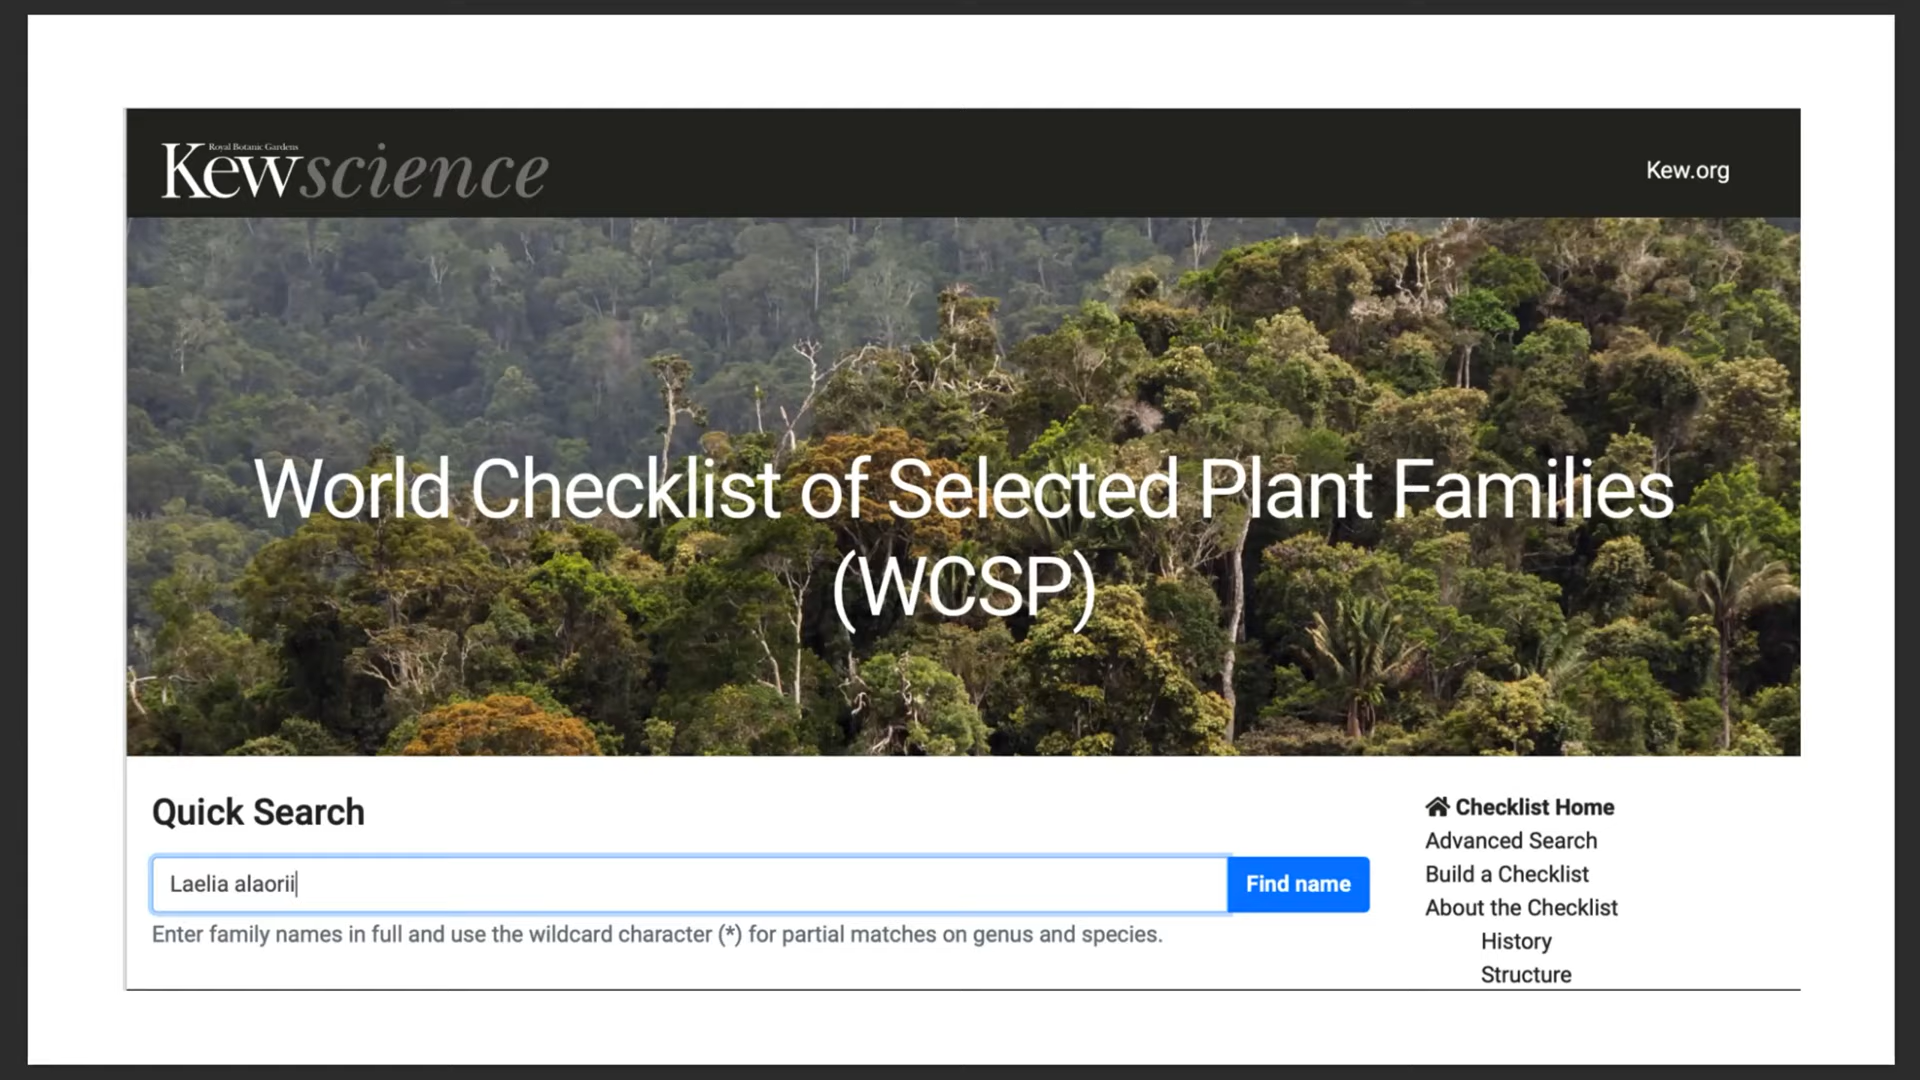 Royal Botanic Gardens
Kewscience
Kew.org
World Checklist of Selected Plant Families
(WCSP)
Quick Search
Laelia alaorii
Find name
Enter family names in full and use the wildcard character (*) for partial matches on genus and species.
Checklist Home
Advanced Search
Build a Checklist
About the Checklist
History
Structure